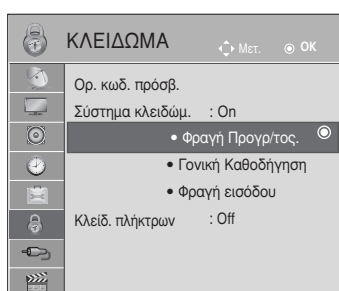 ΚΛΕΙΔΩΜΑ Μετ. OK
Ορ. κωδ. πρόσβ.
Σύστημα κλειδώμ. : On
• Φραγή Προγρ/τος.
• Γονική Καθοδήγηση
• Φραγή εισόδου
Κλείδ. πλήκτρων : Off